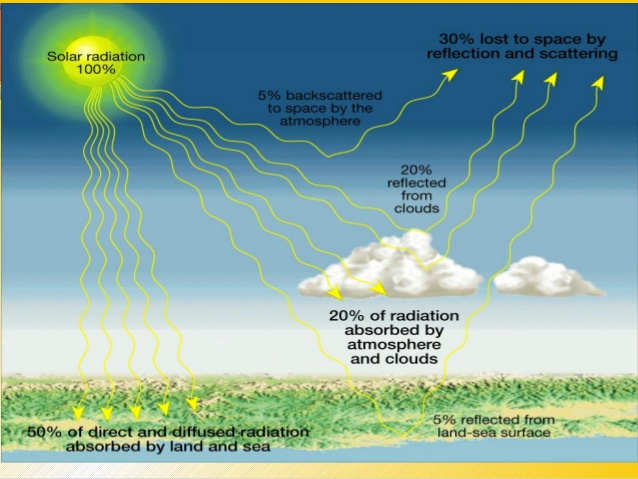 Solar radiation
100%
30% lost to space by
reflection and scattering
5% backscattered
to space by the
atmosphere
20%
reflected
from
clouds
20% of radiation
absorbed by
atmosphere
and clouds
50% of direct and diffused radiation
absorbed by land and sea
5% reflected from
land-sea surface